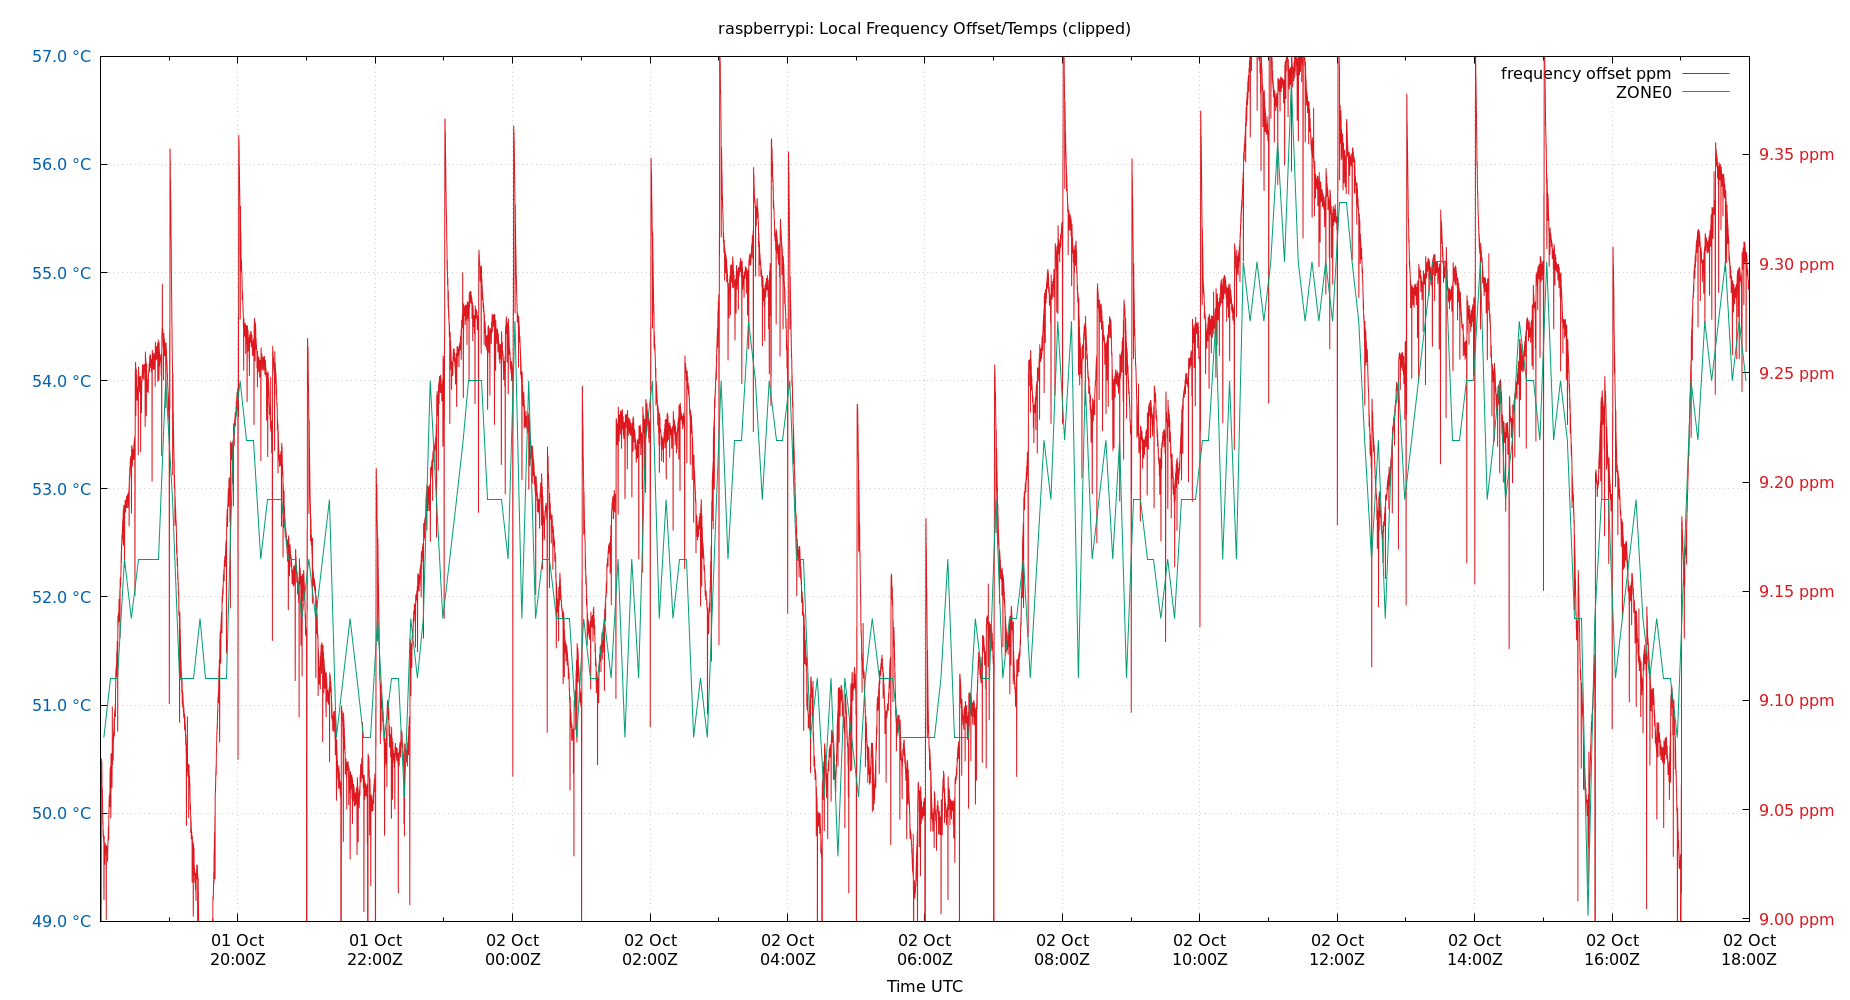 raspberrypi: Local Frequency Offset/Temps (clipped)
57.0 °C
56.0 °C
55.0 °C
54.0 °C
53.0 °C
52.0 °C
51.0 °C
50.0 °C
49.0 °C
frequency offset ppm
ZONE0
9.35 ppm
9.30 ppm
9.25 ppm
9.20 ppm
9.15 ppm
9.10 ppm
9.05 ppm
9.00 ppm
01 Oct 01 Oct 02 Oct 02 Oct 02 Oct 02 Oct 02 Oct 02 Oct 02 Oct 02 Oct 02 Oct 02 Oct
20:00Z 22:00Z 00:00Z 02:00Z 04:00Z 06:00Z 08:00Z 10:00Z 12:00Z 14:00Z 16:00Z 18:00Z
Time UTC